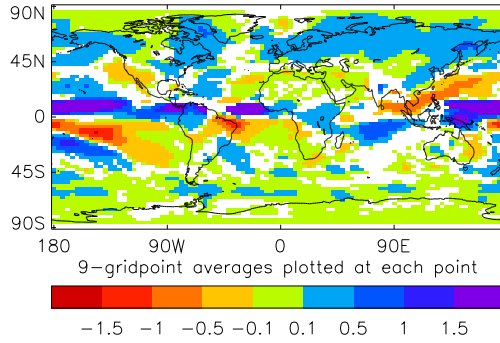 90N
45N
0
45S
90S
180 90W 0 90E
9-gridpoint averages plotted at each point
-1.5 -1 -0.5 -0.1 0.1 0.5 1 1.5